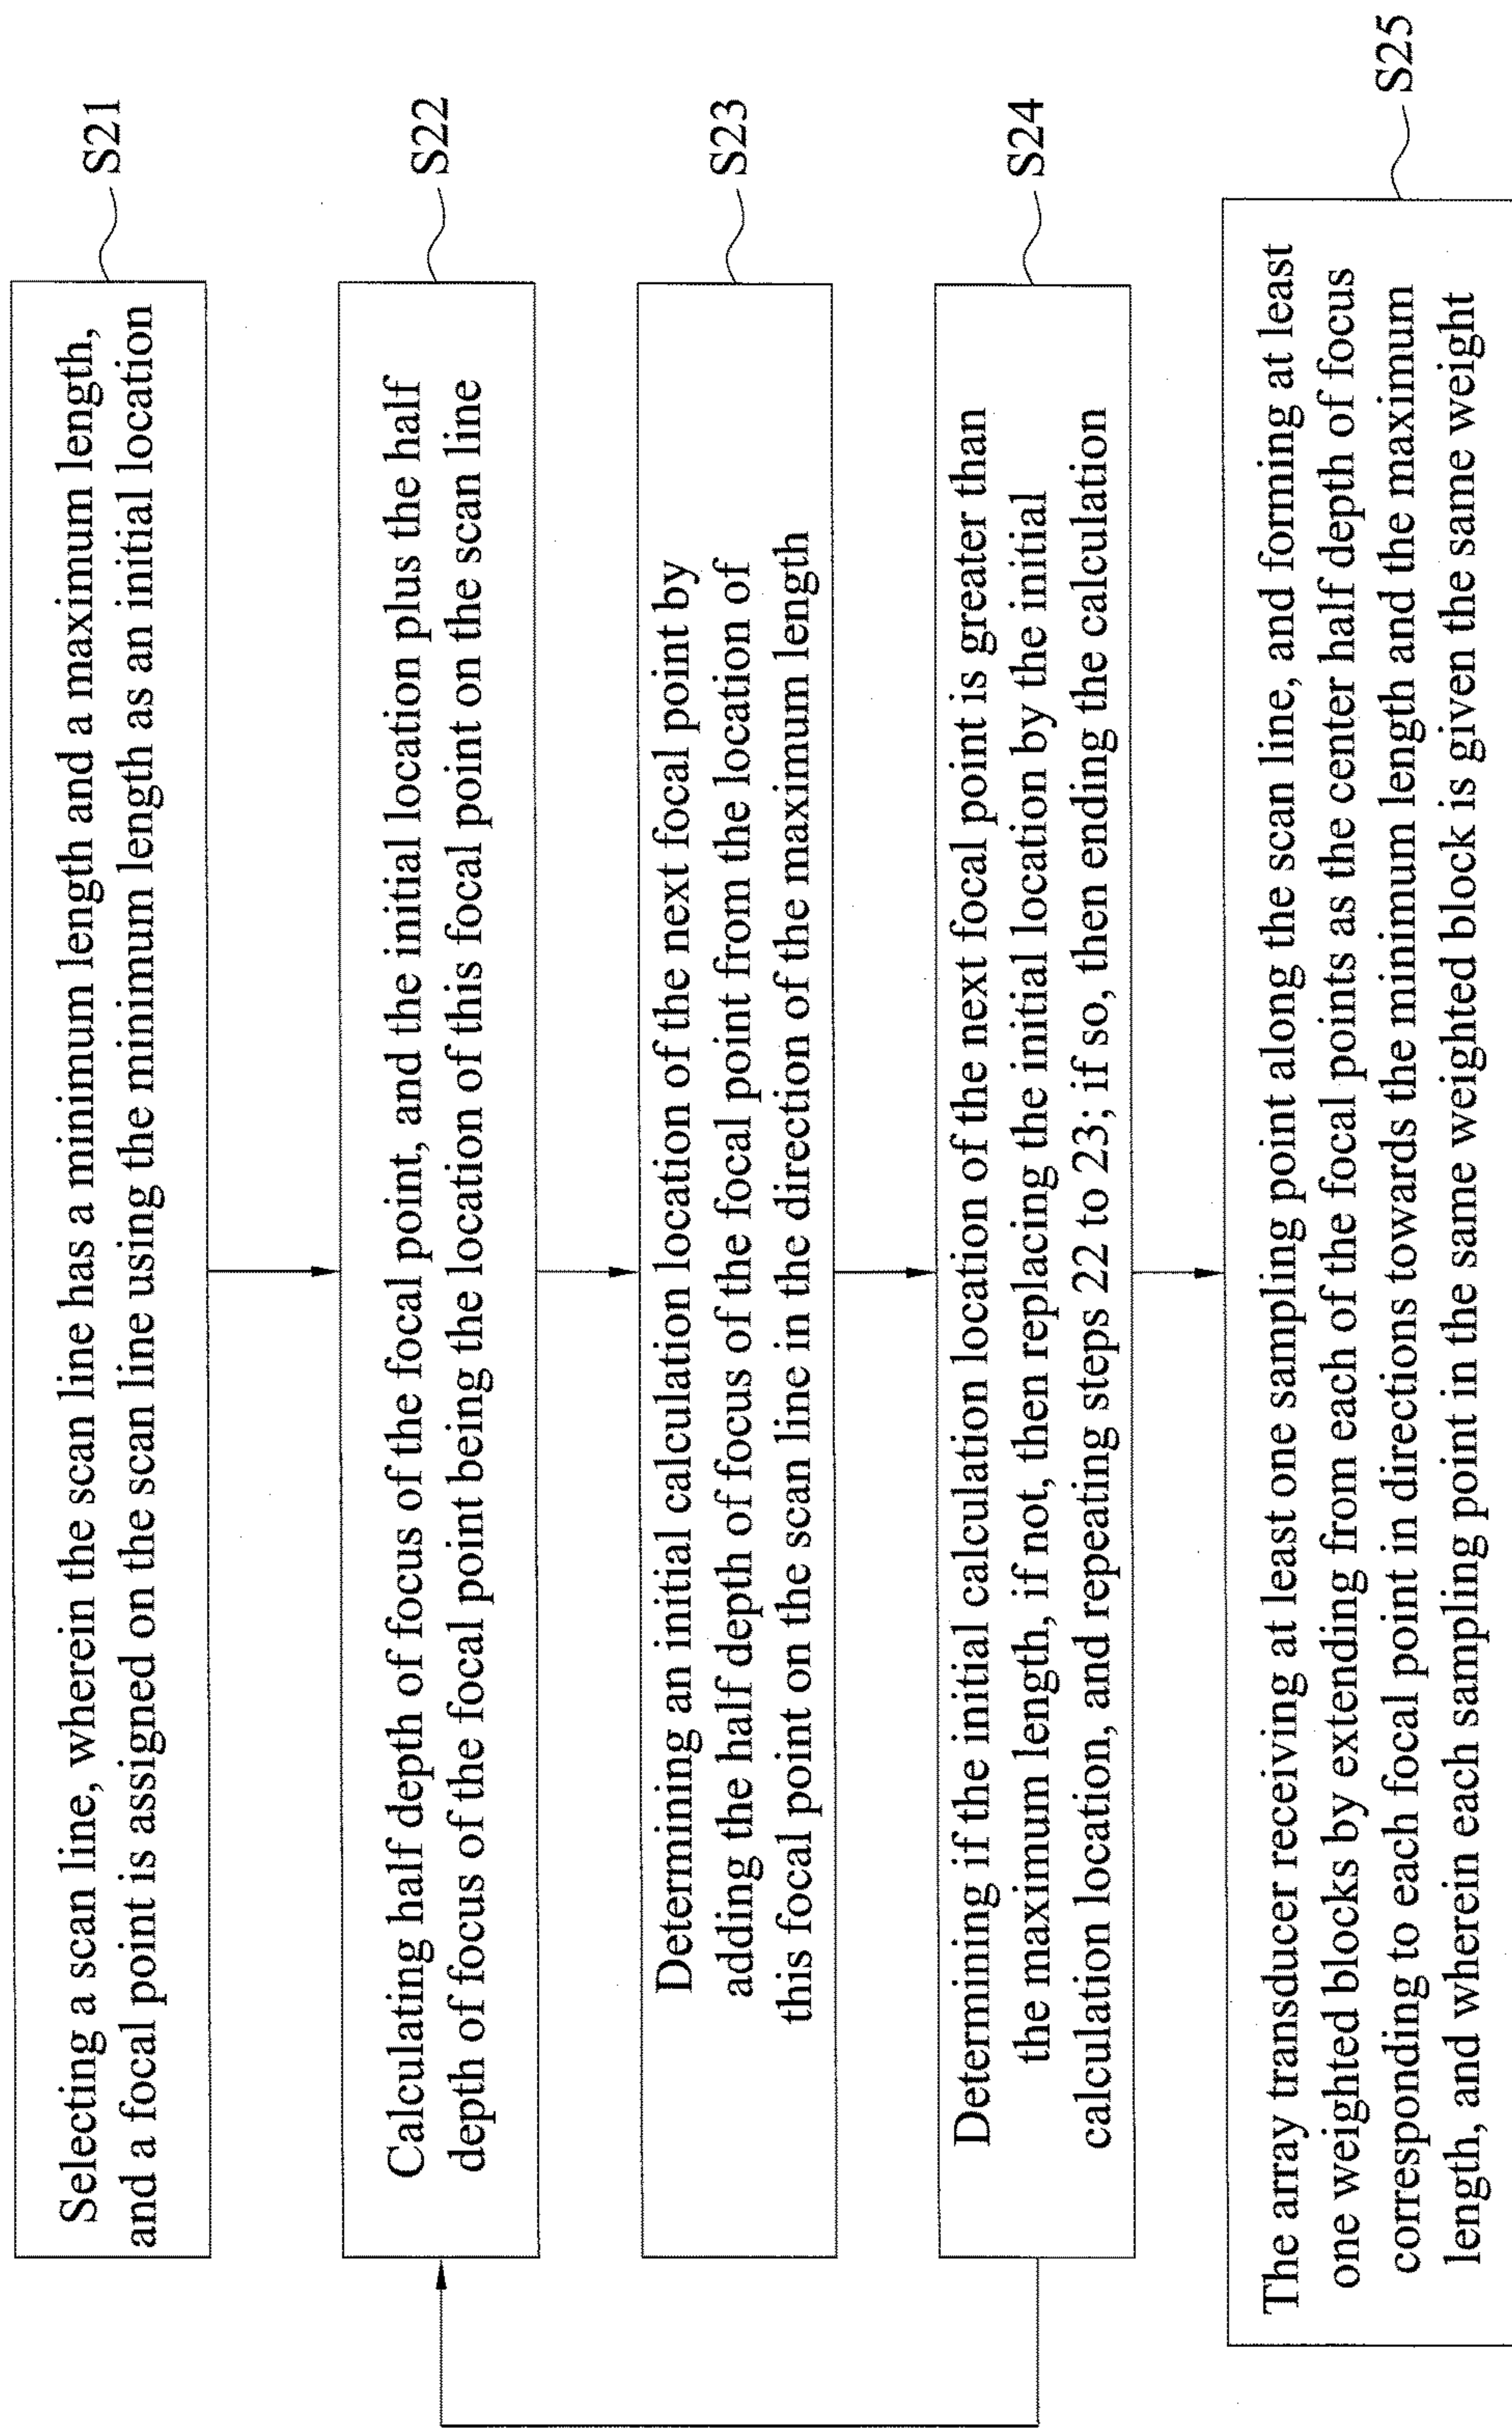 Selecting a scan line, wherein the scan line has a minimum length and a maximum length,
and a focal point is assigned on the scan line using the minimum length as an initial location
S21
Calculating half depth of focus of the focal point, and the initial location plus the half
depth of focus of the focal point being the location of this focal point on the scan line
S22
Determining an initial calculation location of the next focal point by
adding the half depth of focus of the focal point from the location of
this focal point on the scan line in the direction of the maximum length
S23
Determining if the initial calculation location of the next focal point is greater than
the maximum length, if not, then replacing the initial location by the initial
calculation location, and repeating steps 22 to 23; if so, then ending the calculation
S24
The array transducer receiving at least one sampling point along the scan line, and forming at least
one weighted blocks by extending from each of the focal points as the center half depth of focus
corresponding to each focal point in directions towards the minimum length and the maximum
length, and wherein each sampling point in the same weighted block is given the same weight
S25